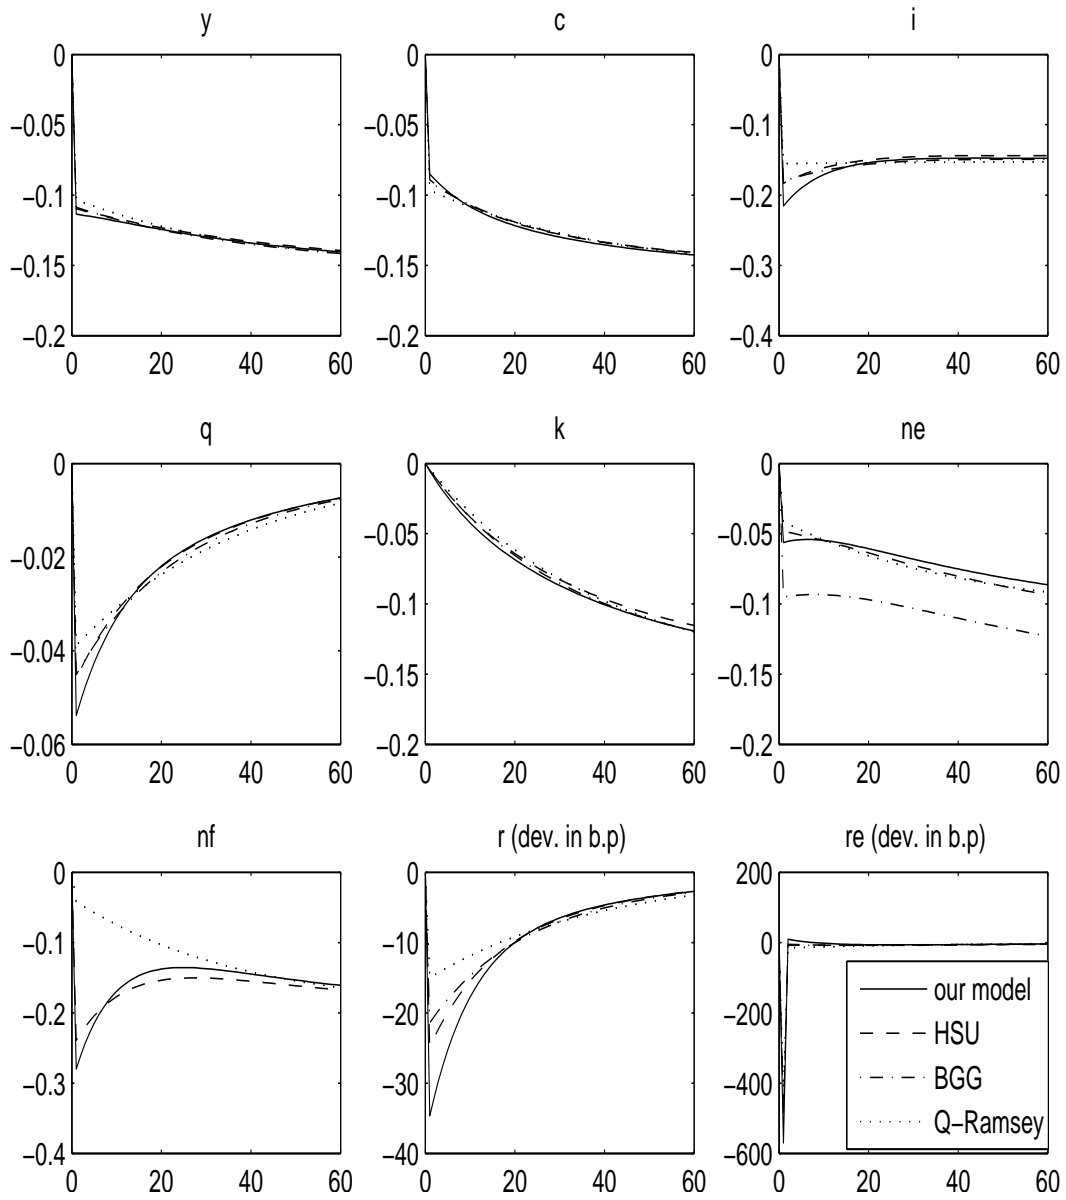 y
c
i
0
−0.05
−0.1
−0.15
−0.2
0 20 40 60
0
−0.05
−0.1
−0.15
−0.2
0 20 40 60
0
−0.1
−0.2
−0.3
−0.4
0 20 40 60
q
k
ne
0
−0.02
−0.04
−0.06
0 20 40 60
0
−0.05
−0.1
−0.15
−0.2
0 20 40 60
0
−0.05
−0.1
−0.15
−0.2
0 20 40 60
nf
r (dev. in b.p)
re (dev. in b.p)
0
−0.1
−0.2
−0.3
−0.4
0 20 40 60
0
−10
−20
−30
−40
0 20 40 60
200
0
−200
−400
−600
0 20 40 60
our model
HSU
BGG
Q−Ramsey